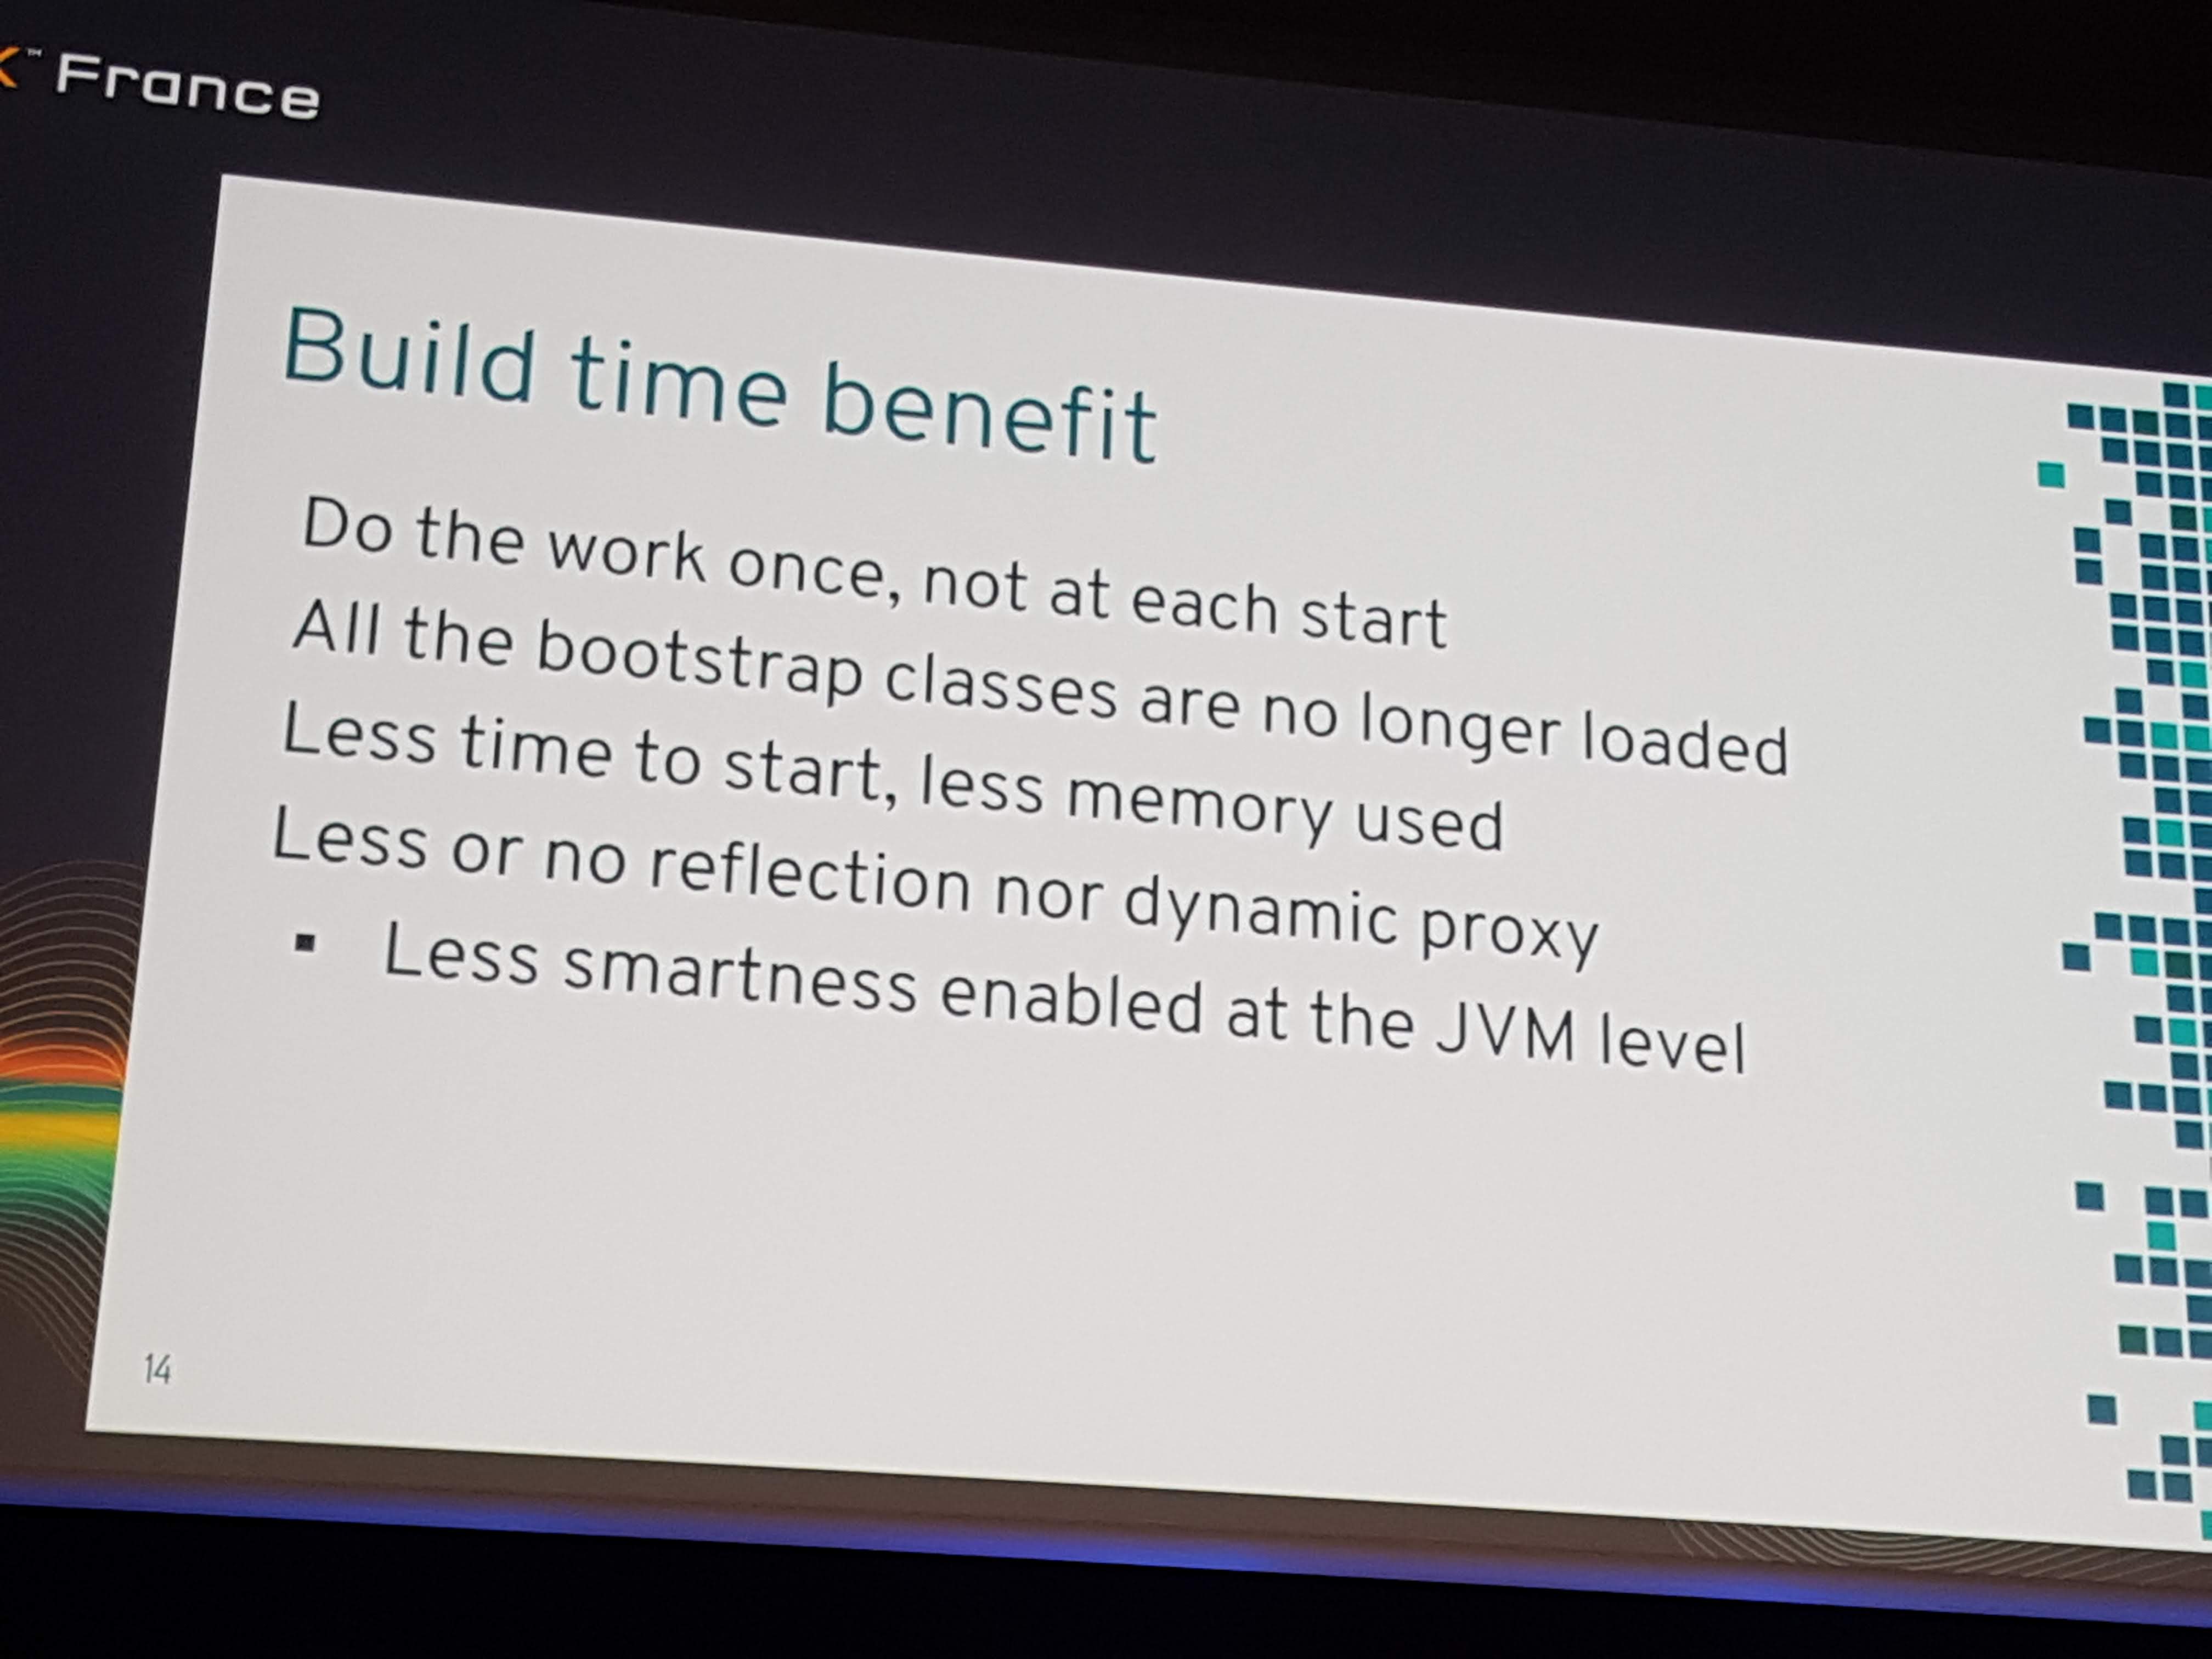 France
Build time benefit
Do the work once, not at each start
All the bootstrap classes are no longer loaded
Less time to start, less memory used
Less or no reflection nor dynamic proxy
▪ Less smartness enabled at the JVM level
14